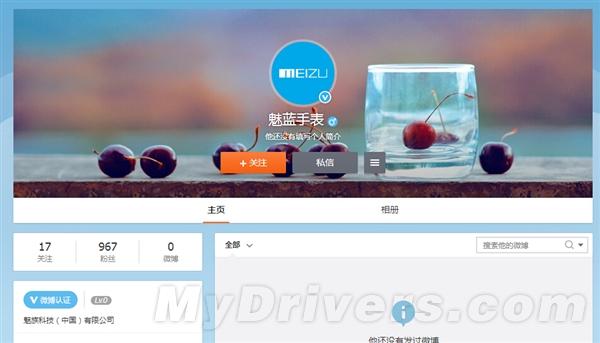 MEIZU
V
魅蓝手表
他还没有填写个人简介
+ 关注
私信
主页
相册
17
关注
967
粉丝
0
微博
全部
搜索他的微博
V 微博认证
Lv0
魅族科技（中国）有限公司
MyDrivers.com
他还没有发过微博